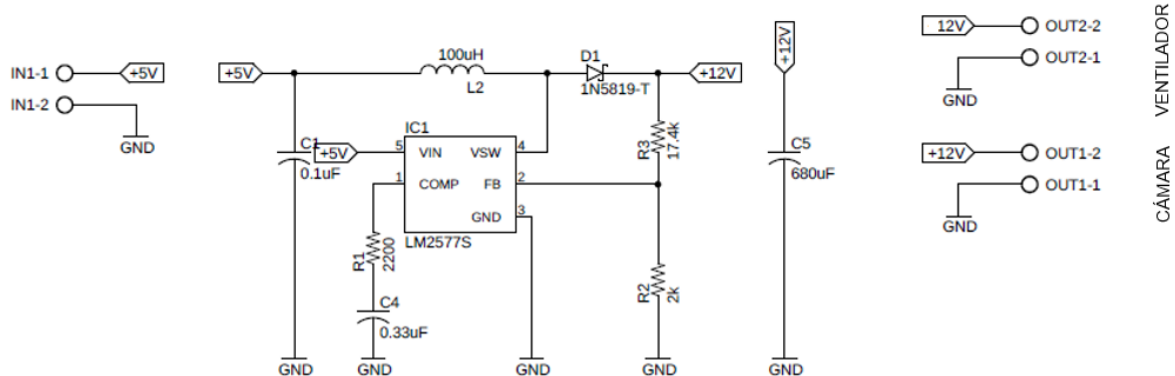 IN1-1
+5V
IN1-2
GND
+5V
100uH
L2
D1
1N5819-T
+12V
C1
0.1uF
+5V
IC1
5
VIN
VSW
4
1
COMP
FB
2
GND
3
LM2577S
R1
2200
C4
0.33uF
R3
17.4k
R2
2k
GND
GND
GND
GND
+12V
C5
680uF
GND
12V
OUT2-2
OUT2-1
GND
VENTILADOR
+12V
OUT1-2
OUT1-1
GND
CÁMARA